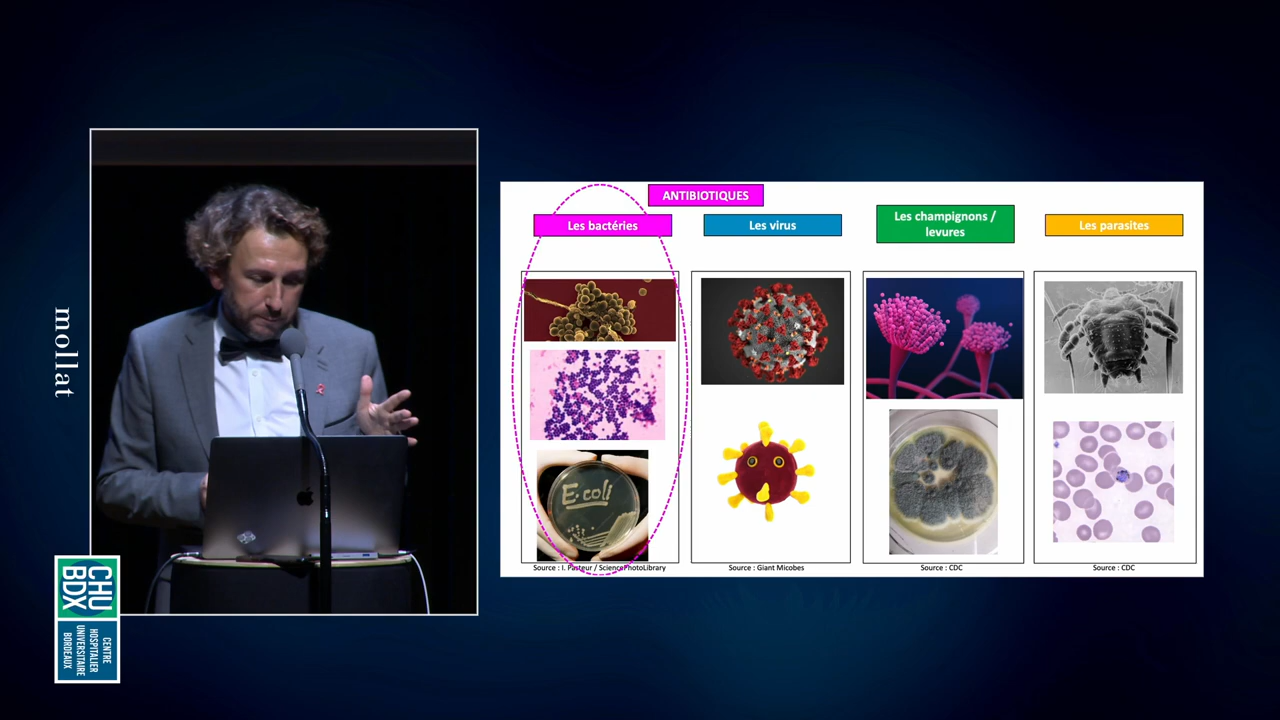 mollat
CHU
BDX
CENTRE
HOSPITALIER
UNIVERSITAIRE
BORDEAUX
ANTIBIOTIQUES
Les bactéries
Les virus
Les champignons /
levures
Les parasites
E.coli
Source : I. Pasteur / SciencePhotoLibrary
Source : Giant Micobes
Source : CDC
Source : CDC